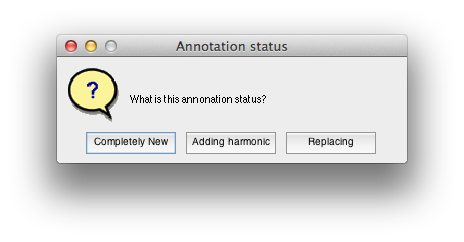 Annotation status
?
What is this annonation status?
Completely New Adding harmonic Replacing